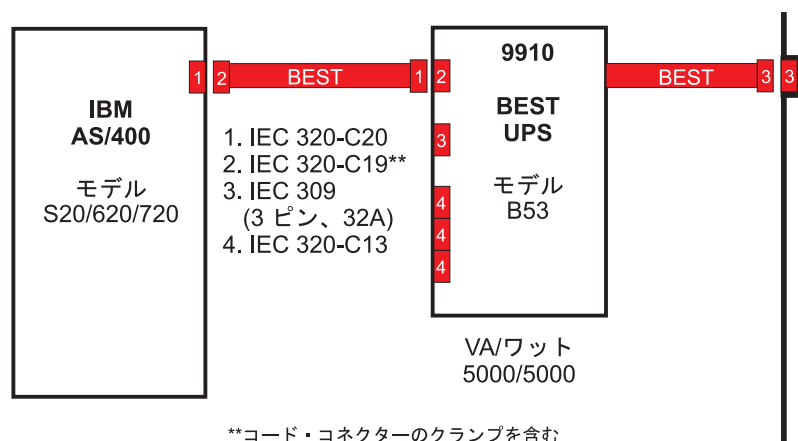 1 2 BEST 1 2 BEST 3 3
9910
IBM
AS/400
BEST
UPS
モデル
S20/620/720
モデル
B53
1. IEC 320-C20
2. IEC 320-C19**
3. IEC 309
(3 ピン、32A)
4. IEC 320-C13
3
4
4
4
VA/ワット
5000/5000
**コード・コネクターのクランプを含む